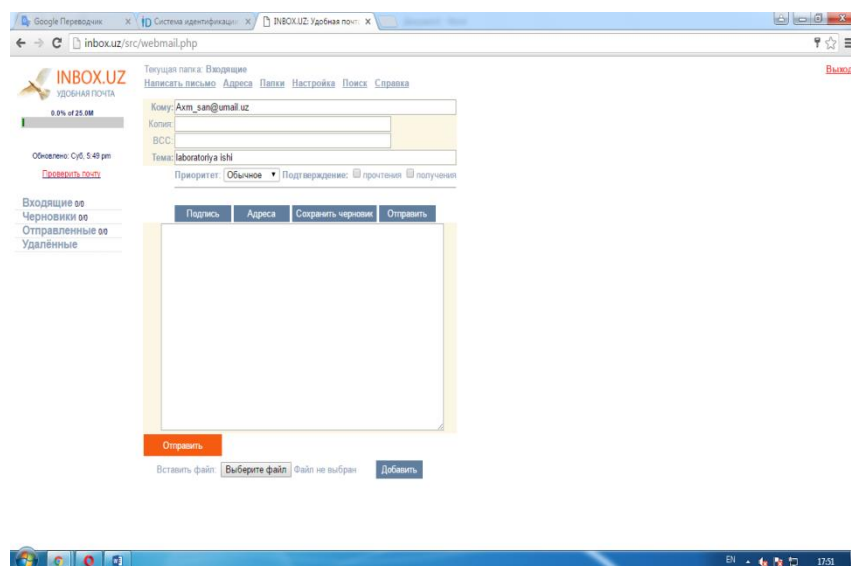 Google Переводчик
Система идентификации
INBOX.UZ: Удобная почт
inbox.uz/src/webmail.php
INBOX.UZ
УДОБНАЯ ПОЧТА
0.0% of 25.0M
Обновлено: Суб, 5:49 pm
Проверить почту
Входящие 0/0
Черновики 0/0
Отправленные 0/0
Удалённые
Текущая папка: Входящие
Выход
Написать письмо Адреса Папки Настройка Поиск Справка
Кому: Axm_san@umail.uz
Копия:
BCC:
Тема: laboratoriya ishi
Приоритет: Обычное Подтверждение: прочтения получения
Подпись Адреса Сохранить черновик Отправить
Отправить
Вставить файл: Выберите файл Файл не выбран Добавить
EN 17:51